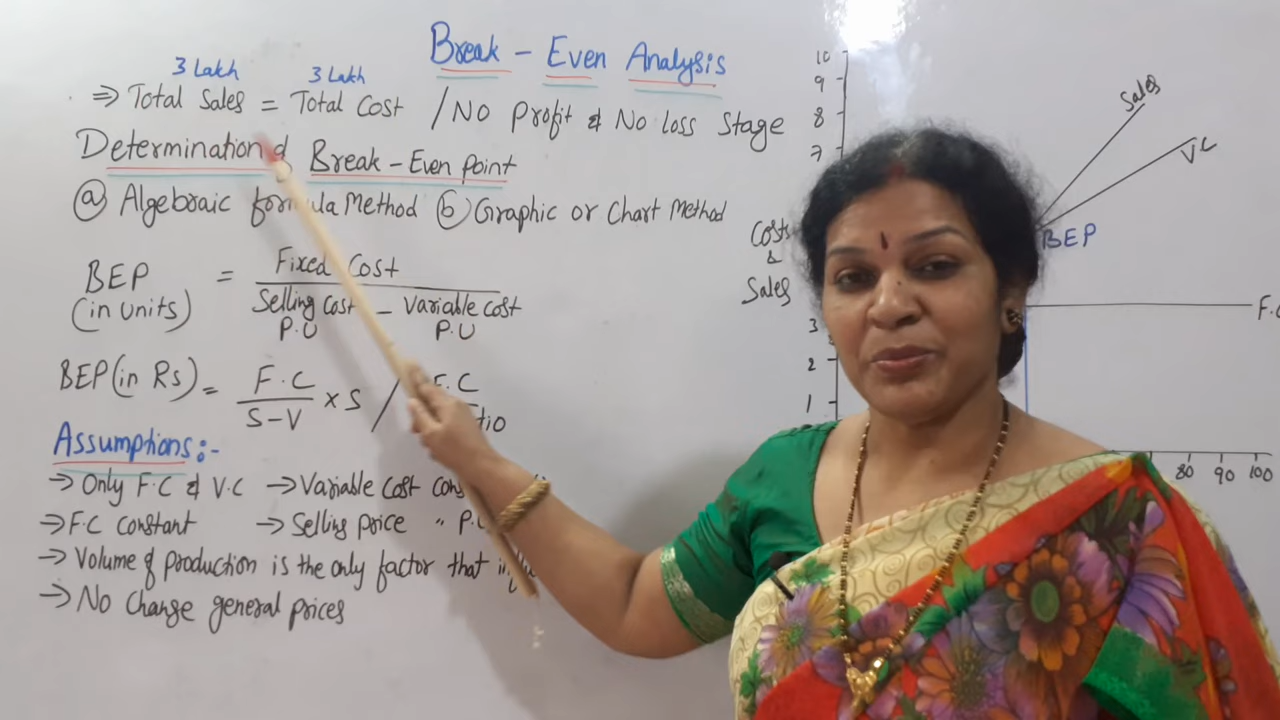 Break - Even Analysis
3 Lakh 3 Lakh
⇒ Total Sales = Total Cost / No Profit & No loss Stage
Determination of Break - Even Point
ⓐ Algebraic formula Method ⓑ Graphic or Chart Method
BEP (in units) = Fixed Cost
Selling Cost P.U - Variable cost P.U
BEP (in Rs) = F.C / S-V × S / F.C
Assumptions :-
→ Only F.C & V.C → Variable cost
→ F.C constant → Selling price " P.U
→ Volume of production is the only factor that
→ No Change general prices
10
9
8
7
Costs & Sales
3
2
1
Sales
VC
BEP
80 90 100